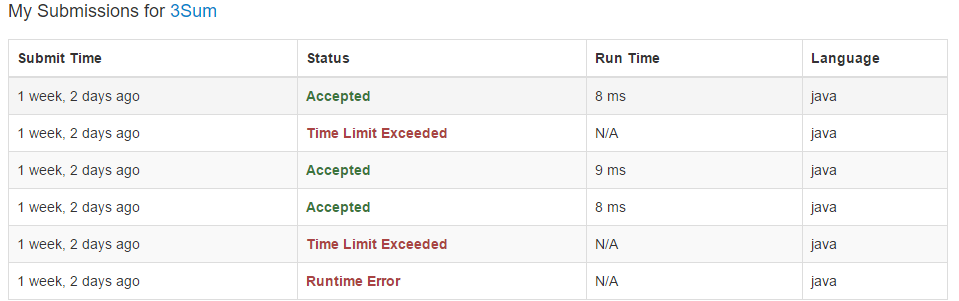 My Submissions for 3Sum
Submit Time Status Run Time Language
1 week, 2 days ago Accepted 8 ms java
1 week, 2 days ago Time Limit Exceeded N/A java
1 week, 2 days ago Accepted 9 ms java
1 week, 2 days ago Accepted 8 ms java
1 week, 2 days ago Time Limit Exceeded N/A java
1 week, 2 days ago Runtime Error N/A java